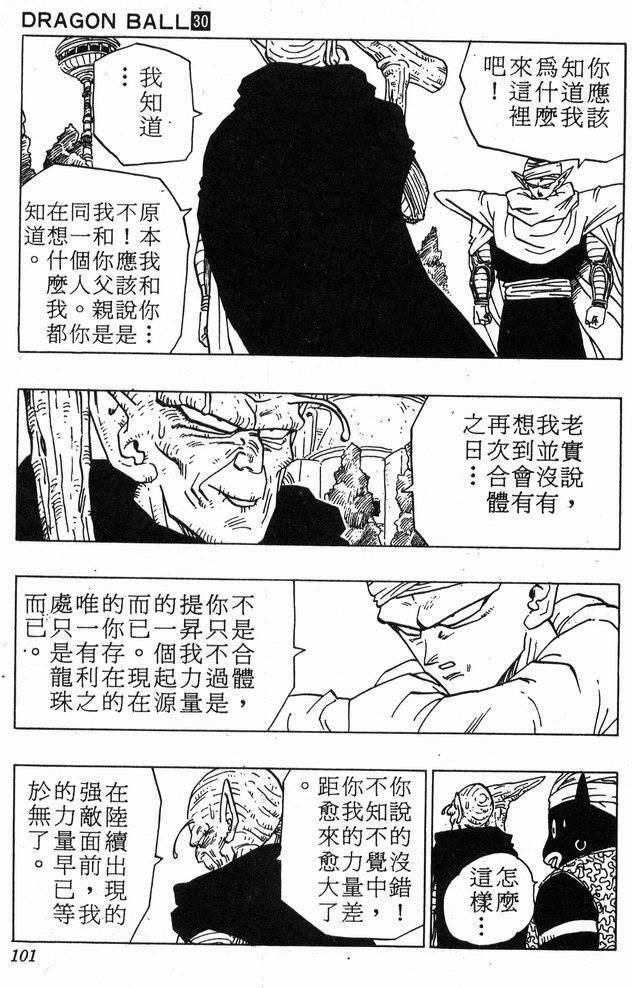 DRAGON BALL 30
你應該
知道我
為什麼
來這裡
吧！
我知道
…
原本我和你…
不！應該說是
我和你父親是
同一個人。你
在想什麼我都
知道。
老實說，
我並沒有
想到會有
再次合體
之日…
不是合體，
你只不過是
提昇我力量
的一個起源
而已。現在
的你存在的
唯一有利之
處只是龍珠
而已。
怎麼
這樣…
你說的沒錯！
不知不覺中，
你我的力量差
距愈來愈大了
。
在陸續出現的
強敵面前，我
的力量早已等
於無了。
101